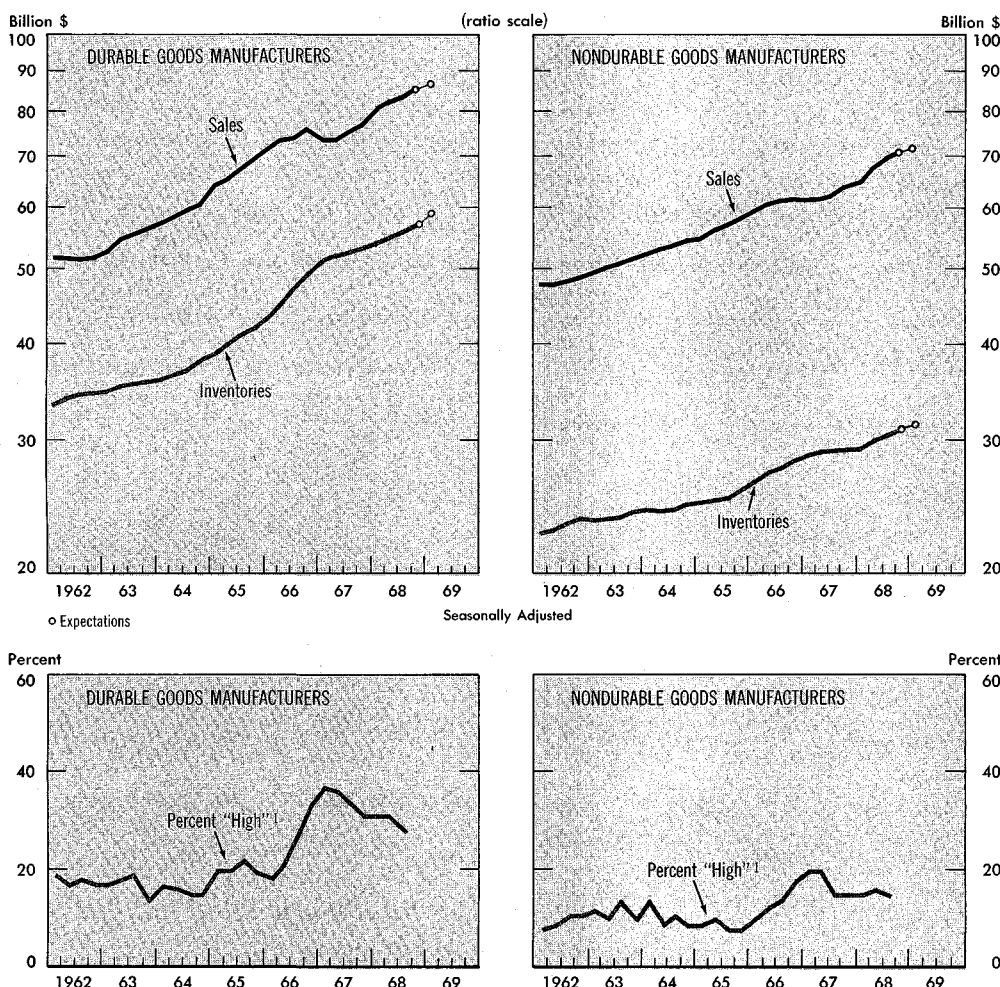 Billion $ (ratio scale) Billion $
DURABLE GOODS MANUFACTURERS
100
90
80
70
60
50
40
30
20
Sales
Inventories
1962 63 64 65 66 67 68 69
NONDURABLE GOODS MANUFACTURERS
100
90
80
70
60
50
40
30
20
Sales
Inventories
1962 63 64 65 66 67 68 69
o Expectations
Seasonally Adjusted
Percent Percent
DURABLE GOODS MANUFACTURERS
60
40
20
0
Percent "High" 1
1962 63 64 65 66 67 68 69
NONDURABLE GOODS MANUFACTURERS
60
40
20
0
Percent "High" 1
1962 63 64 65 66 67 68 69